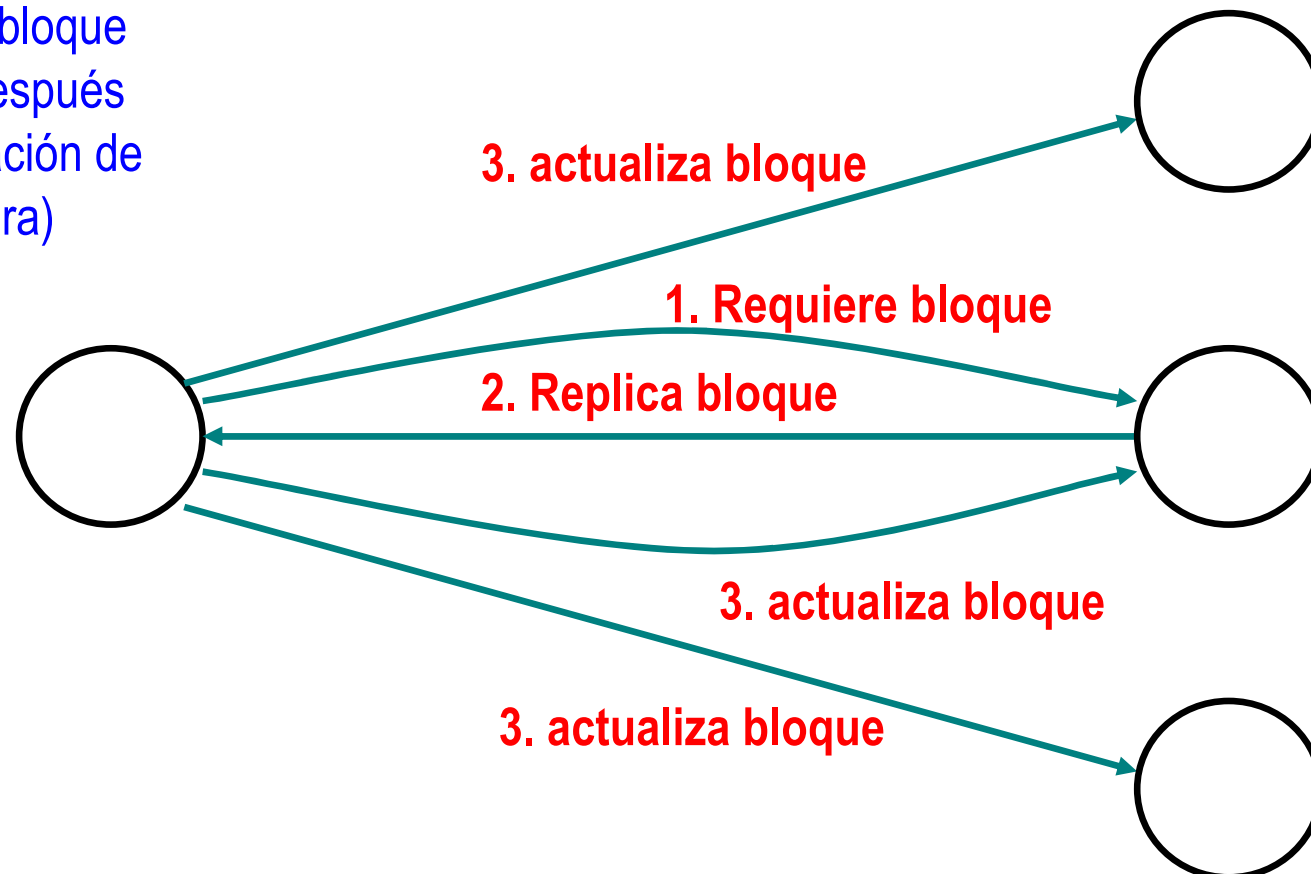 bloque
espués
ación de
ra)
3. actualiza bloque
1. Requiere bloque
2. Replica bloque
3. actualiza bloque
3. actualiza bloque